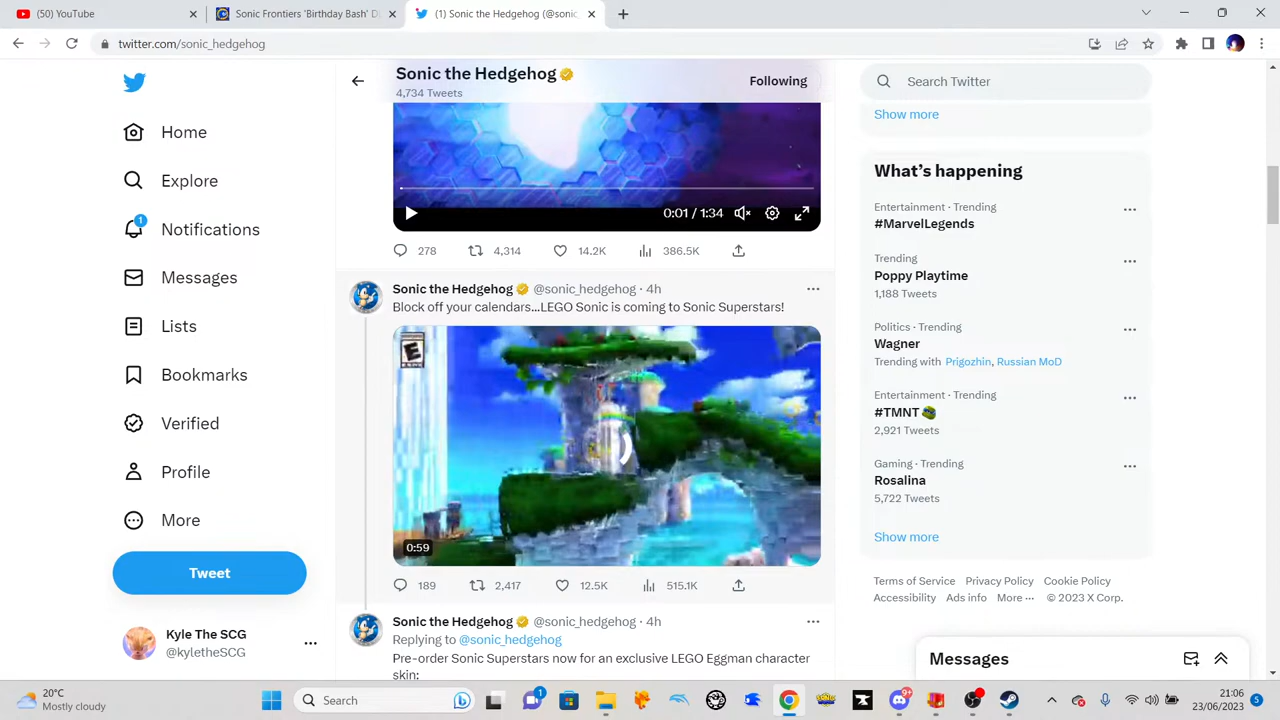 (50) YouTube
Sonic Frontiers 'Birthday Bash' D
(1) Sonic the Hedgehog (@sonic_
twitter.com/sonic_hedgehog
Home
Explore
1
Notifications
Messages
Lists
Bookmarks
Verified
Profile
More
Tweet
Kyle The SCG
@kyletheSCG
Sonic the Hedgehog
4,734 Tweets
Following
0:01 / 1:34
278 4,314 14.2K 386.5K
Sonic the Hedgehog @sonic_hedgehog · 4h
Block off your calendars...LEGO Sonic is coming to Sonic Superstars!
E
0:59
189 2,417 12.5K 515.1K
Sonic the Hedgehog @sonic_hedgehog · 4h
Replying to @sonic_hedgehog
Pre-order Sonic Superstars now for an exclusive LEGO Eggman character
skin:
Search Twitter
Show more
What's happening
Entertainment · Trending
#MarvelLegends
Trending
Poppy Playtime
1,188 Tweets
Politics · Trending
Wagner
Trending with Prigozhin, Russian MoD
Entertainment · Trending
#TMNT
2,921 Tweets
Gaming · Trending
Rosalina
5,722 Tweets
Show more
Terms of Service Privacy Policy Cookie Policy
Accessibility Ads info More ··· © 2023 X Corp.
Messages
20°C
Mostly cloudy
Search
1
9+
21:06
23/06/2023
5